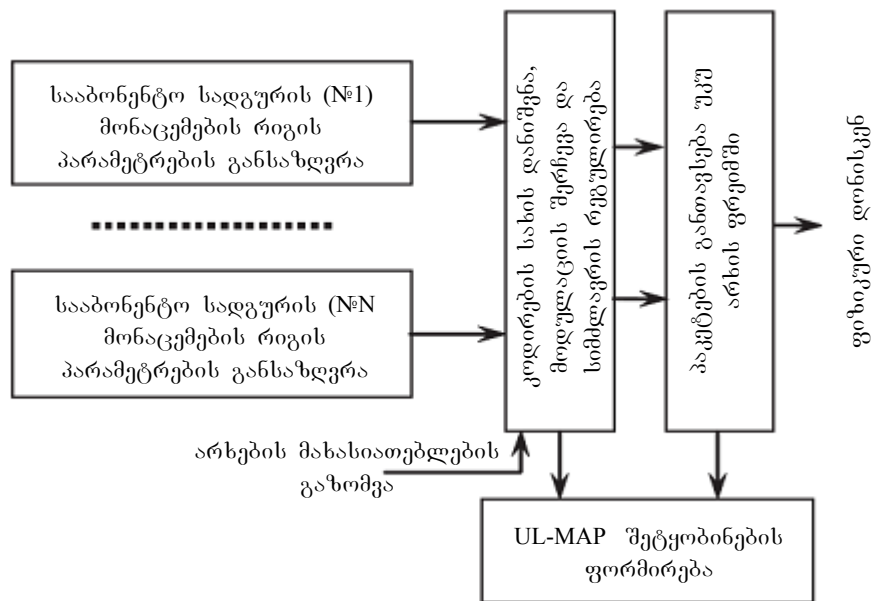 სააბონენტო სადგურის (№1)
მონაცემების რიგის
პარამეტრების განსაზღვრა
სააბონენტო სადგურის (№N
მონაცემების რიგის
პარამეტრების განსაზღვრა
კოდირების სახის დანიშვნა,
მოდულაციის შერჩევა და
სიმძლავრის რეგულირება
პაკეტების განთავსება უკუ
არხის ფრეიმში
ფიზიკური დონისკენ
არხების მახასიათებლების
გაზომვა
UL-MAP შეტყობინების
ფორმირება